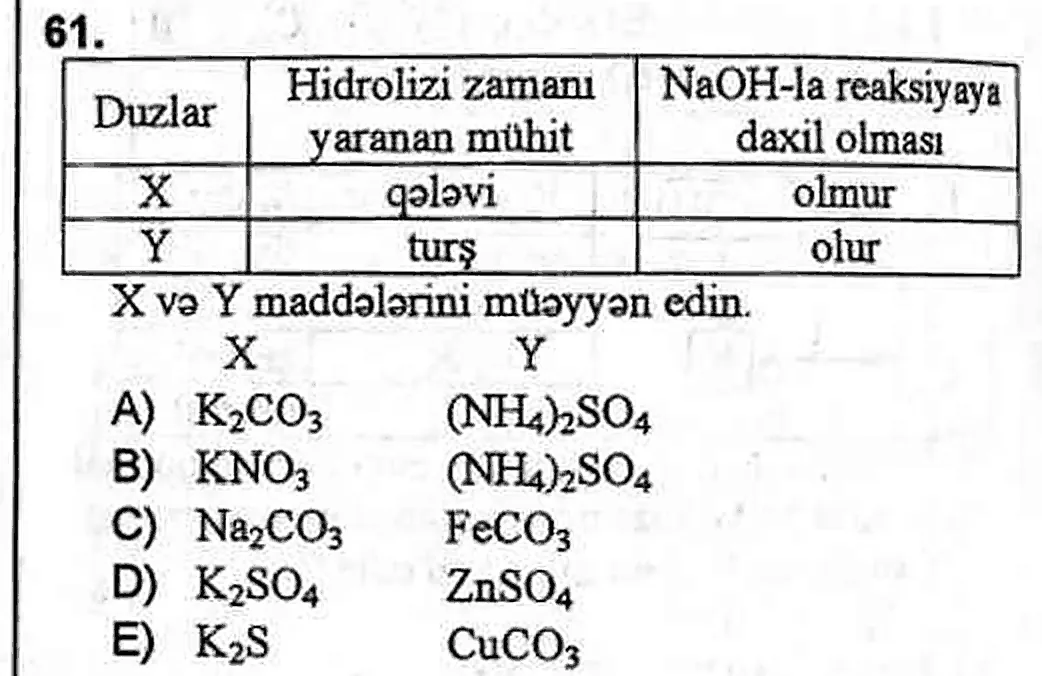 61.
Duzlar | Hidrolizi zamanı yaranan mühit | NaOH-la reaksiyaya daxil olması
X | qələvi | olmur
Y | turş | olur
X və Y maddələrini müəyyən edin.
X Y
A) K₂CO₃ (NH₄)₂SO₄
B) KNO₃ (NH₄)₂SO₄
C) Na₂CO₃ FeCO₃
D) K₂SO₄ ZnSO₄
E) K₂S CuCO₃